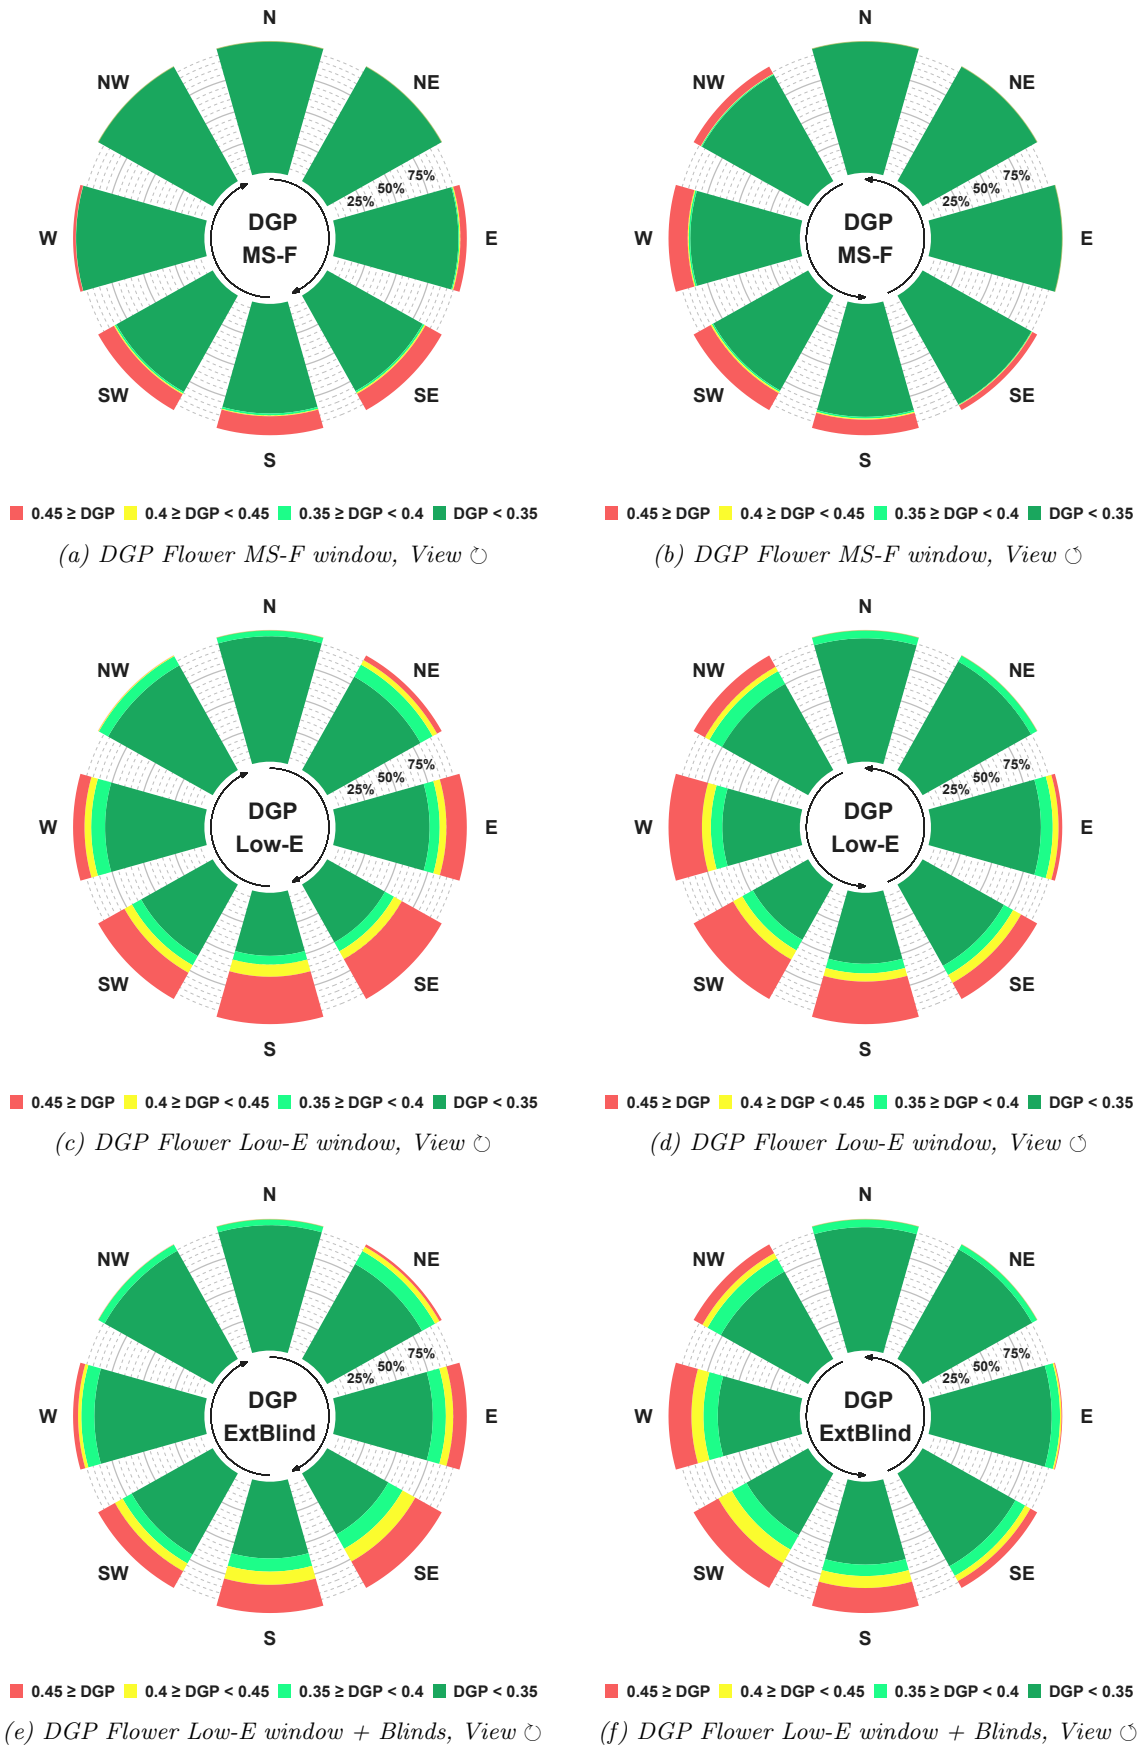 N
NW
NE
75%
50%
25%
W
DGP
MS-F
E
SW
SE
S
0.45 ≥ DGP 0.4 ≥ DGP < 0.45 0.35 ≥ DGP < 0.4 DGP < 0.35
(a) DGP Flower MS-F window, View ↻
N
NW
NE
75%
50%
25%
W
DGP
MS-F
E
SW
SE
S
0.45 ≥ DGP 0.4 ≥ DGP < 0.45 0.35 ≥ DGP < 0.4 DGP < 0.35
(b) DGP Flower MS-F window, View ↺
N
NW
NE
75%
50%
25%
W
DGP
Low-E
E
SW
SE
S
0.45 ≥ DGP 0.4 ≥ DGP < 0.45 0.35 ≥ DGP < 0.4 DGP < 0.35
(c) DGP Flower Low-E window, View ↻
N
NW
NE
75%
50%
25%
W
DGP
Low-E
E
SW
SE
S
0.45 ≥ DGP 0.4 ≥ DGP < 0.45 0.35 ≥ DGP < 0.4 DGP < 0.35
(d) DGP Flower Low-E window, View ↺
N
NW
NE
75%
50%
25%
W
DGP
ExtBlind
E
SW
SE
S
0.45 ≥ DGP 0.4 ≥ DGP < 0.45 0.35 ≥ DGP < 0.4 DGP < 0.35
(e) DGP Flower Low-E window + Blinds, View ↻
N
NW
NE
75%
50%
25%
W
DGP
ExtBlind
E
SW
SE
S
0.45 ≥ DGP 0.4 ≥ DGP < 0.45 0.35 ≥ DGP < 0.4 DGP < 0.35
(f) DGP Flower Low-E window + Blinds, View ↺